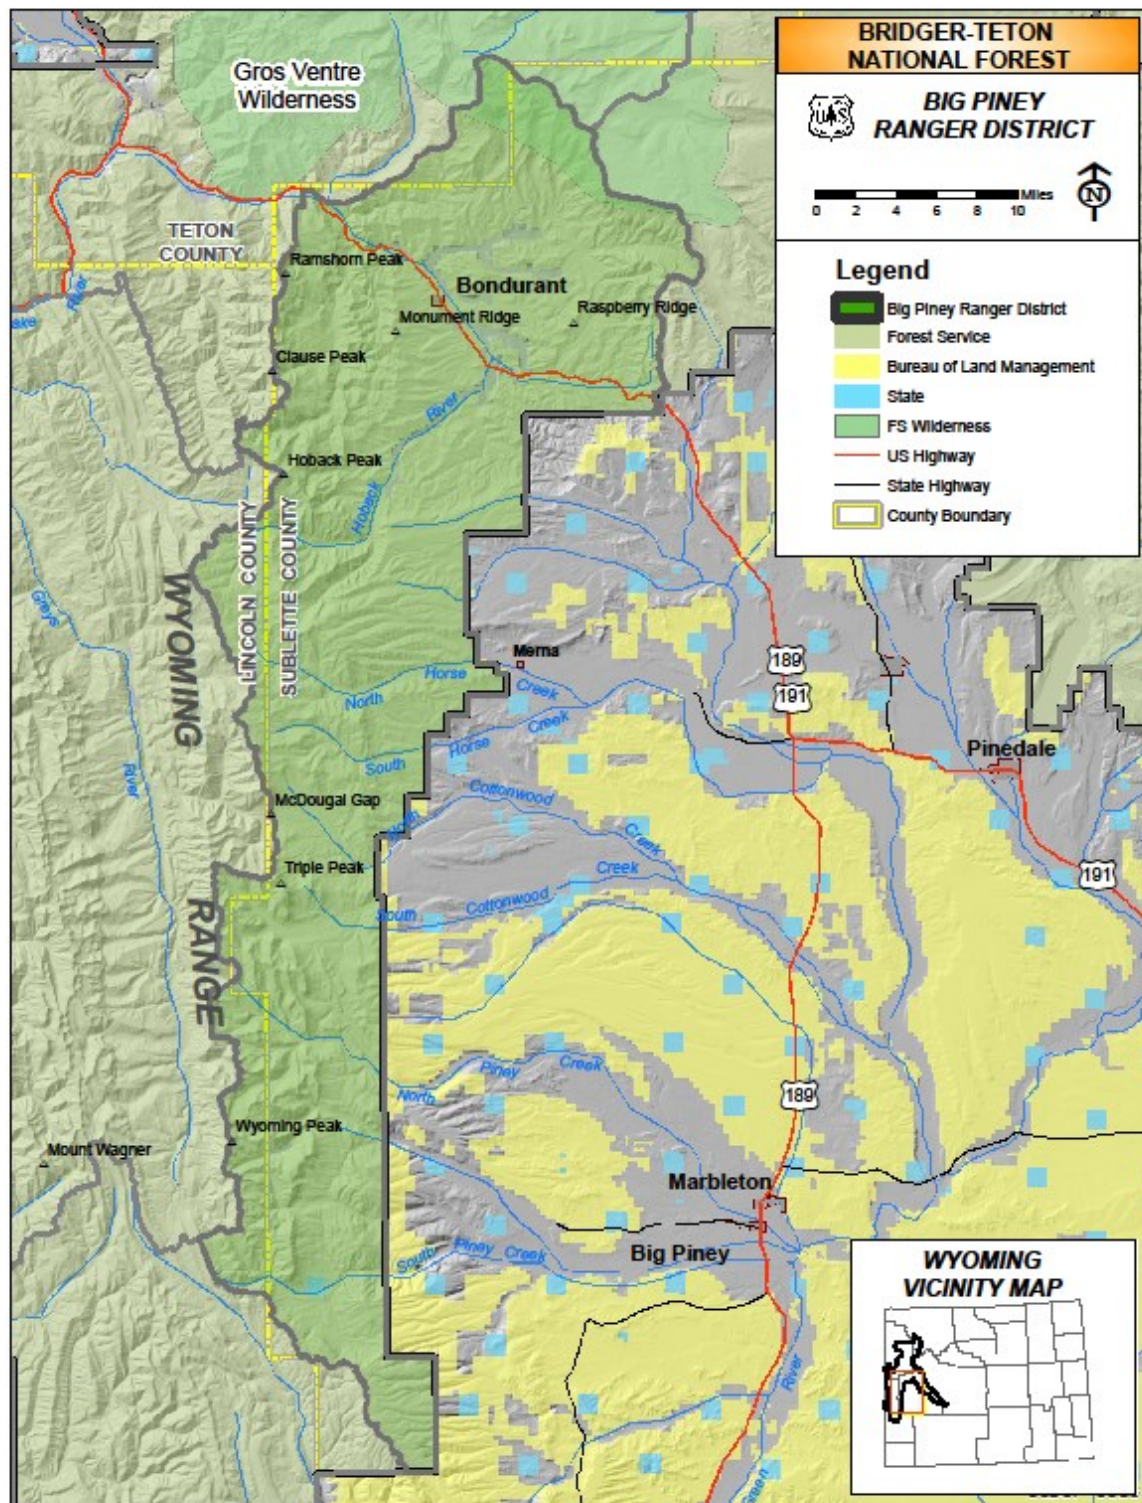 BRIDGER-TETON
NATIONAL FOREST
BIG PINEY
RANGER DISTRICT
US
Miles
0 2 4 6 8 10
N
Legend
Big Piney Ranger District
Forest Service
Bureau of Land Management
State
FS Wilderness
US Highway
State Highway
County Boundary
Gros Ventre
Wilderness
TETON
COUNTY
Ramshorn Peak
Bondurant
Monument Ridge
Raspberry Ridge
River
Clause Peak
River
Hoback Peak
Hoback
LINCOLN COUNTY
SUBLETTE COUNTY
Greys
River
WYOMING
RANGE
Merna
North Horse Creek
South Horse Creek
189
191
Pinedale
191
McDougal Gap
North Cottonwood Creek
Triple Peak
South Cottonwood Creek
189
North Piney Creek
Wyoming Peak
Mount Wagner
Marbleton
Big Piney
South Piney Creek
Green River
WYOMING
VICINITY MAP